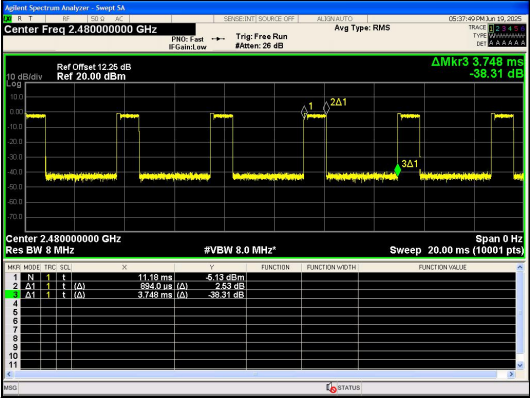 Agilent Spectrum Analyzer - Swept SA
R T RF 50 Ω AC SENSE:INT SOURCE OFF ALIGN AUTO 05:37:49 PM Jun 19, 2025
Center Freq 2.480000000 GHz
PNO: Fast
IFGain:Low
Trig: Free Run
#Atten: 26 dB
Avg Type: RMS
TRACE 1 2 3 4 5 6
TYPE
DET A A A A A A
ΔMkr3 3.748 ms
-38.31 dB
Ref Offset 12.25 dB
10 dB/div Ref 20.00 dBm
Log
10.0
0.00
-10.0
-20.0
-30.0
-40.0
-50.0
-60.0
-70.0
1
2Δ1
3Δ1
Center 2.480000000 GHz Span 0 Hz
Res BW 8 MHz #VBW 8.0 MHz* Sweep 20.00 ms (10001 pts)
MKR MODE TRC SCL X Y FUNCTION FUNCTION WIDTH FUNCTION VALUE
1 N 1 t 11.18 ms -5.13 dBm
2 Δ1 1 t (Δ) 894.0 µs (Δ) 2.53 dB
3 Δ1 1 t (Δ) 3.748 ms (Δ) -38.31 dB
4
5
6
7
8
9
10
11
MSG STATUS